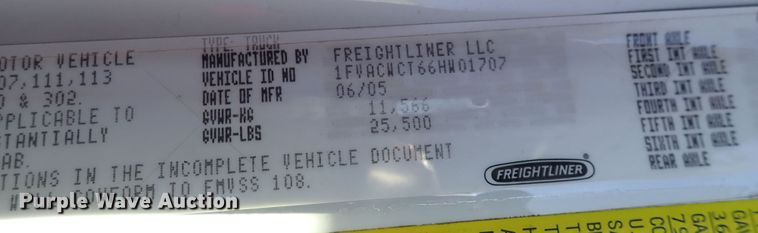 TYPE: TRUCK
OTOR VEHICLE MANUFACTURED BY FREIGHTLINER LLC FRONT AXLE
07,111,113 VEHICLE ID NO 1FVACWCT66HW01707 FIRST INT AXLE
0 & 302. DATE OF MFR 06/05 SECOND INT AXLE
PPLICABLE TO GVWR-KG 11,566 THIRD INT AXLE
STANTIALLY GVWR-LBS 25,500 FOURTH INT AXLE
AB. FIFTH INT AXLE
TIONS IN THE INCOMPLETE VEHICLE DOCUMENT SIXTH INT AXLE
CONFORM TO FMVSS 108. FREIGHTLINER REAR AXLE
Purple Wave Auction